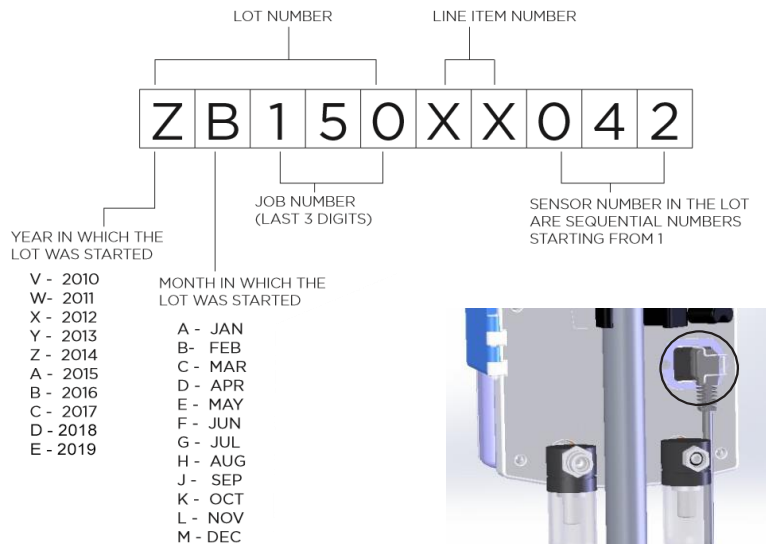 LOT NUMBER
LINE ITEM NUMBER
Z B 1 5 0 X X 0 4 2
YEAR IN WHICH THE
LOT WAS STARTED
V - 2010
W- 2011
X - 2012
Y - 2013
Z - 2014
A - 2015
B - 2016
C - 2017
D - 2018
E - 2019
MONTH IN WHICH THE
LOT WAS STARTED
A - JAN
B- FEB
C - MAR
D - APR
E - MAY
F - JUN
G - JUL
H - AUG
J - SEP
K - OCT
L - NOV
M - DEC
JOB NUMBER
(LAST 3 DIGITS)
SENSOR NUMBER IN THE LOT
ARE SEQUENTIAL NUMBERS
STARTING FROM 1